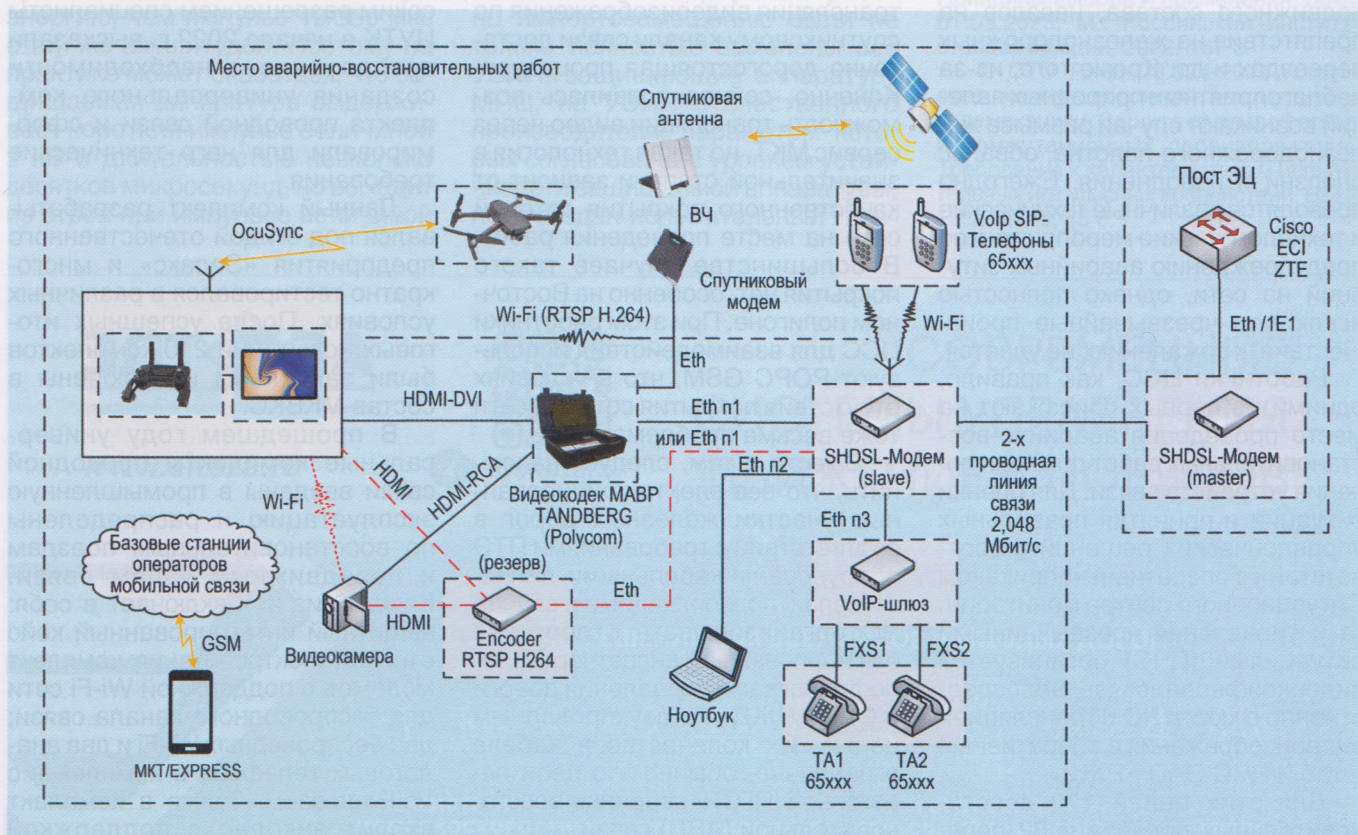 Место аварийно-восстановительных работ
Спутниковая
антенна
OcuSync
ВЧ
Спутниковый
модем
VoIp SIP-
Телефоны
65xxx
Wi-Fi
Пост ЭЦ
Cisco
ECI
ZTE
Eth /1E1
Wi-Fi (RTSP H.264)
Eth
HDMI-DVI
Eth n1
или Eth n1
Eth n2
SHDSL-Модем
(slave)
2-х
проводная
линия
связи
2,048
Мбит/с
SHDSL-Модем
(master)
HDMI
HDMI-RCA
Wi-Fi
Видеокодек МАВР
TANDBERG
(Polycom)
(резерв)
Eth n3
VoIP-шлюз
Базовые станции
операторов
мобильной связи
GSM
Видеокамера
HDMI
Encoder
RTSP H264
Eth
Ноутбук
FXS1
FXS2
TA1
65xxx
TA2
65xxx
MKT/EXPRESS